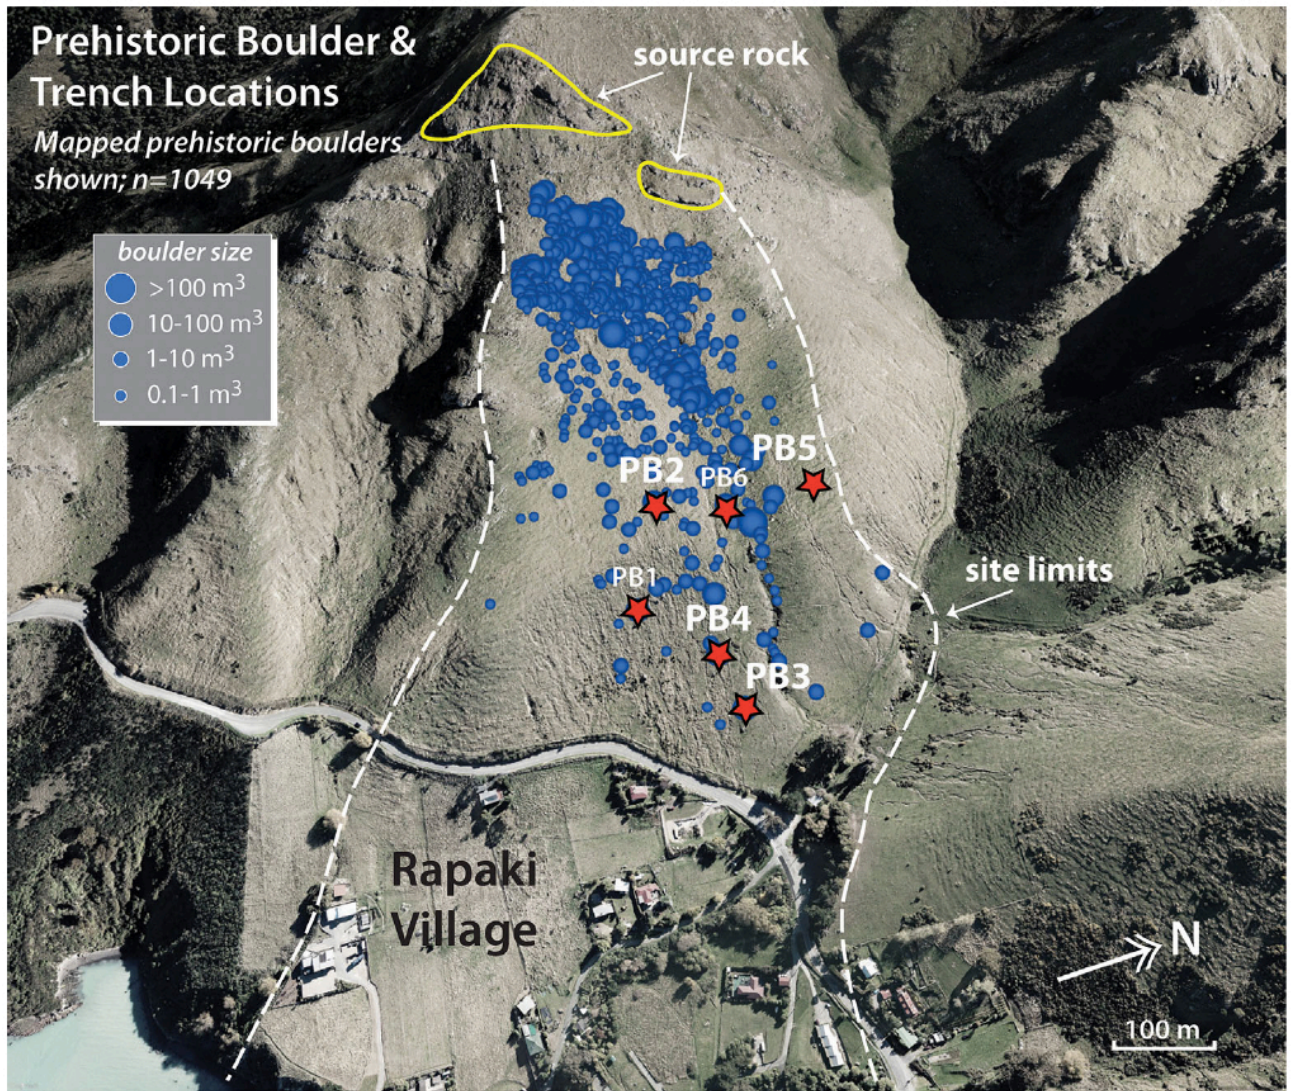 Prehistoric Boulder &
Trench Locations
Mapped prehistoric boulders
shown; n=1049
source rock
boulder size
>100 m³
10-100 m³
1-10 m³
0.1-1 m³
PB5
PB2
PB6
PB1
PB4
PB3
site limits
Rapaki
Village
N
100 m